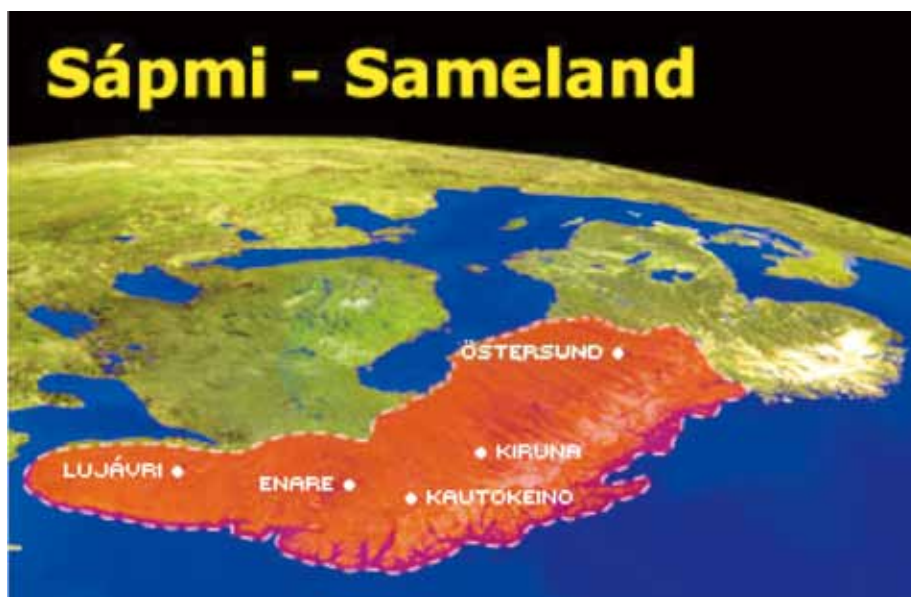 Sápmi - Sameland
ÖSTERSUND
KIRUNA
LUJÁVRI
ENARE
KAUTOKEINO